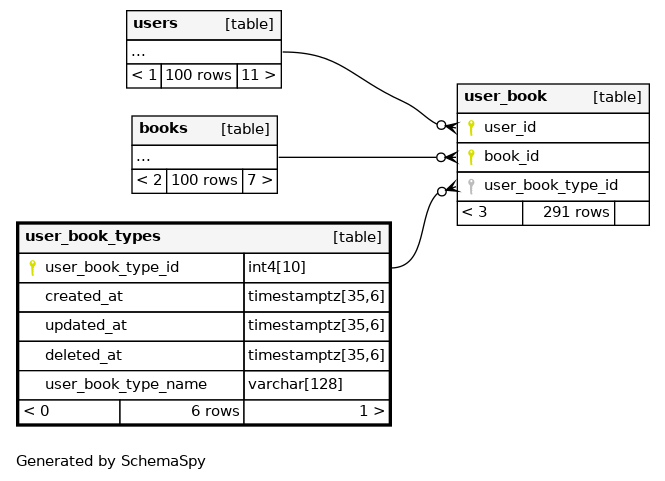 users [table]
...
< 1 100 rows 11 >
books [table]
...
< 2 100 rows 7 >
user_book [table]
user_id
book_id
user_book_type_id
< 3 291 rows
user_book_types [table]
user_book_type_id int4[10]
created_at timestamptz[35,6]
updated_at timestamptz[35,6]
deleted_at timestamptz[35,6]
user_book_type_name varchar[128]
< 0 6 rows 1 >
Generated by SchemaSpy